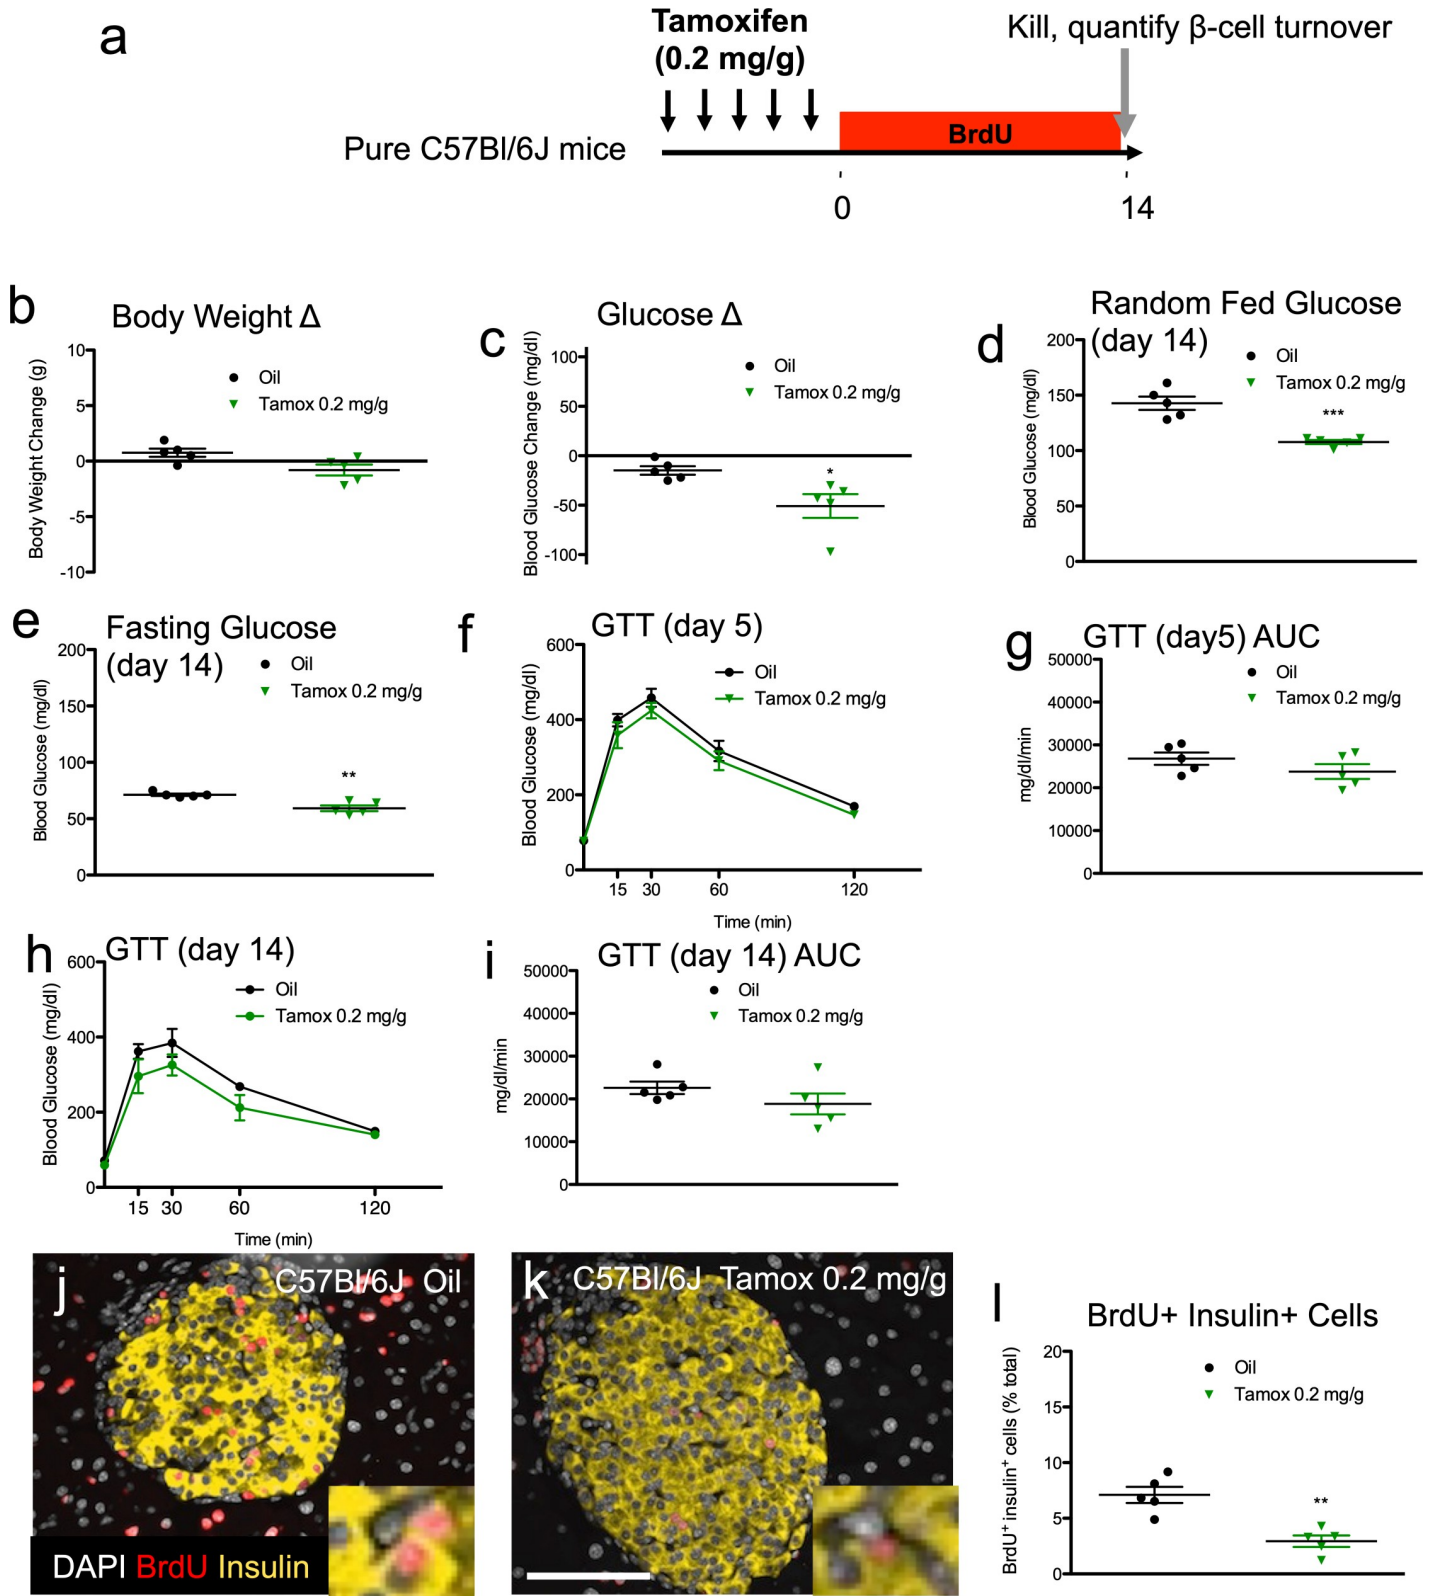 a
Tamoxifen
(0.2 mg/g)
Kill, quantify β-cell turnover
Pure C57Bl/6J mice
BrdU
0
14
b
Body Weight Δ
Body Weight Change (g)
10
5
0
-5
-10
Oil
Tamox 0.2 mg/g
c
Glucose Δ
Blood Glucose Change (mg/dl)
100
50
0
-50
-100
Oil
Tamox 0.2 mg/g
*
d
Random Fed Glucose
(day 14)
Blood Glucose (mg/dl)
200
150
100
50
0
Oil
Tamox 0.2 mg/g
***
e
Fasting Glucose
(day 14)
Blood Glucose (mg/dl)
200
150
100
50
0
Oil
Tamox 0.2 mg/g
**
f
GTT (day 5)
Blood Glucose (mg/dl)
600
400
200
0
Oil
Tamox 0.2 mg/g
15 30 60 120
Time (min)
g
GTT (day5) AUC
mg/dl/min
50000
40000
30000
20000
10000
0
Oil
Tamox 0.2 mg/g
h
GTT (day 14)
Blood Glucose (mg/dl)
600
400
200
0
Oil
Tamox 0.2 mg/g
15 30 60 120
Time (min)
i
GTT (day 14) AUC
mg/dl/min
50000
40000
30000
20000
10000
0
Oil
Tamox 0.2 mg/g
j
C57Bl/6J Oil
DAPI BrdU Insulin
k
C57Bl/6J Tamox 0.2 mg/g
l
BrdU+ Insulin+ Cells
BrdU⁺ insulin⁺ cells (% total)
20
15
10
5
0
Oil
Tamox 0.2 mg/g
**